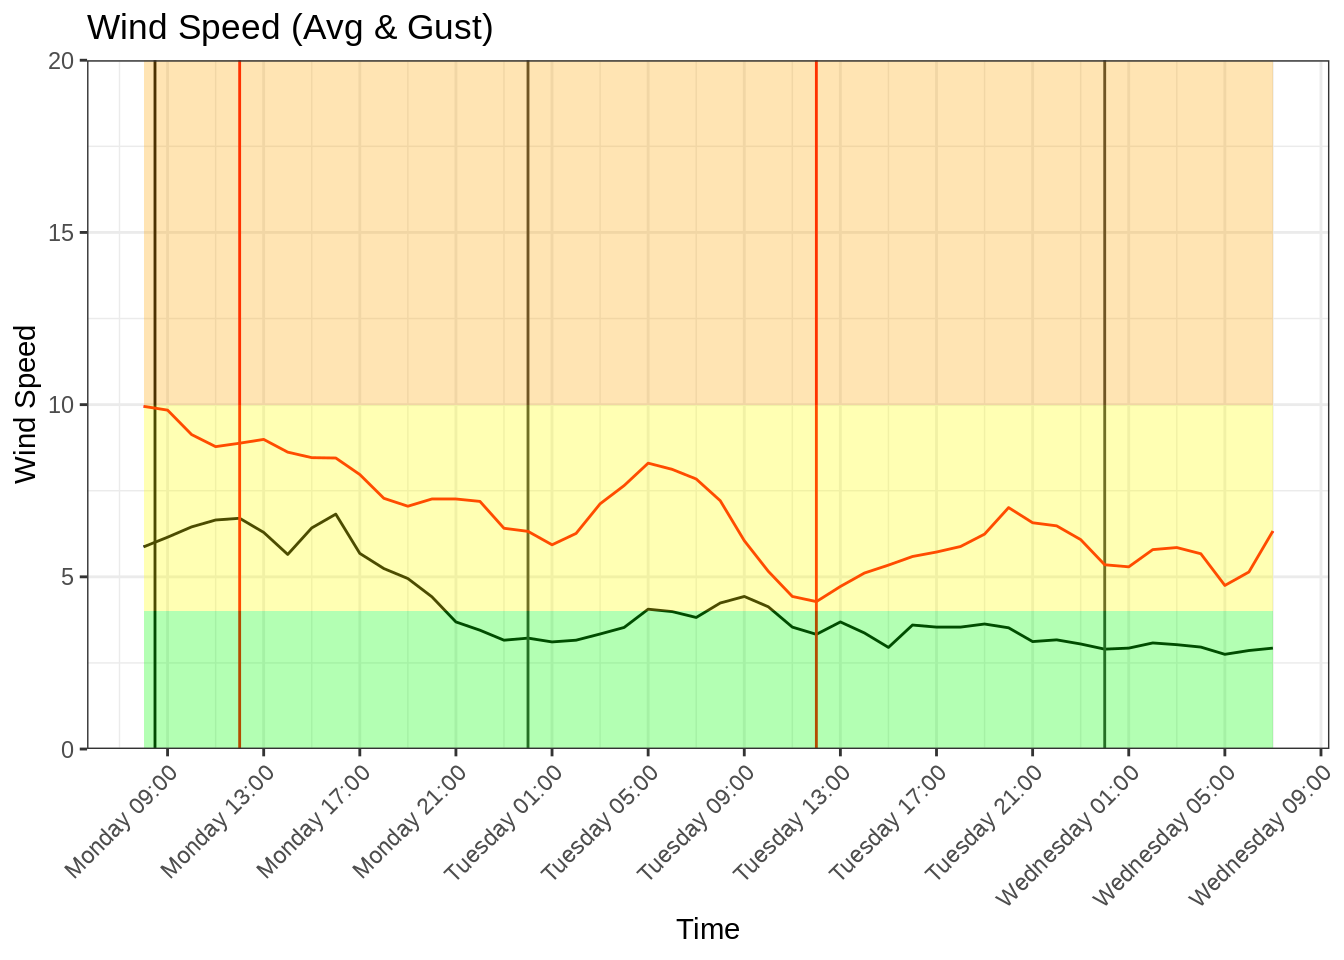 Wind Speed (Avg & Gust)
20
15
10
5
0
Wind Speed
Monday 09:00
Monday 13:00
Monday 17:00
Monday 21:00
Tuesday 01:00
Tuesday 05:00
Tuesday 09:00
Tuesday 13:00
Tuesday 17:00
Tuesday 21:00
Wednesday 01:00
Wednesday 05:00
Wednesday 09:00
Time